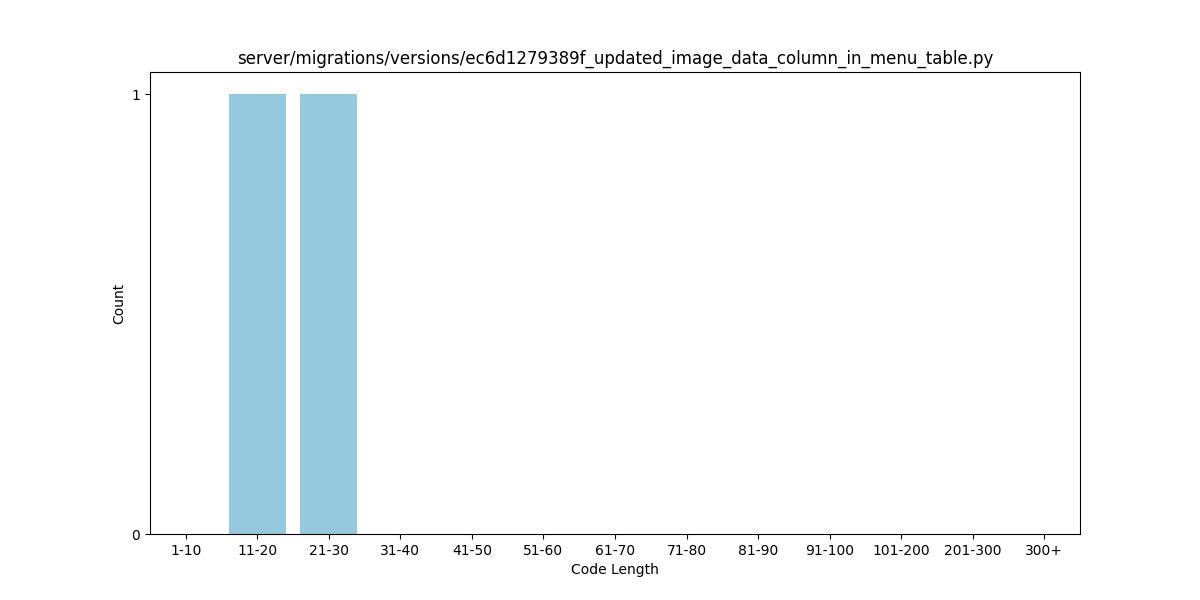 server/migrations/versions/ec6d1279389f_updated_image_data_column_in_menu_table.py
1
Count
0
1-10 11-20 21-30 31-40 41-50 51-60 61-70 71-80 81-90 91-100 101-200 201-300 300+
Code Length